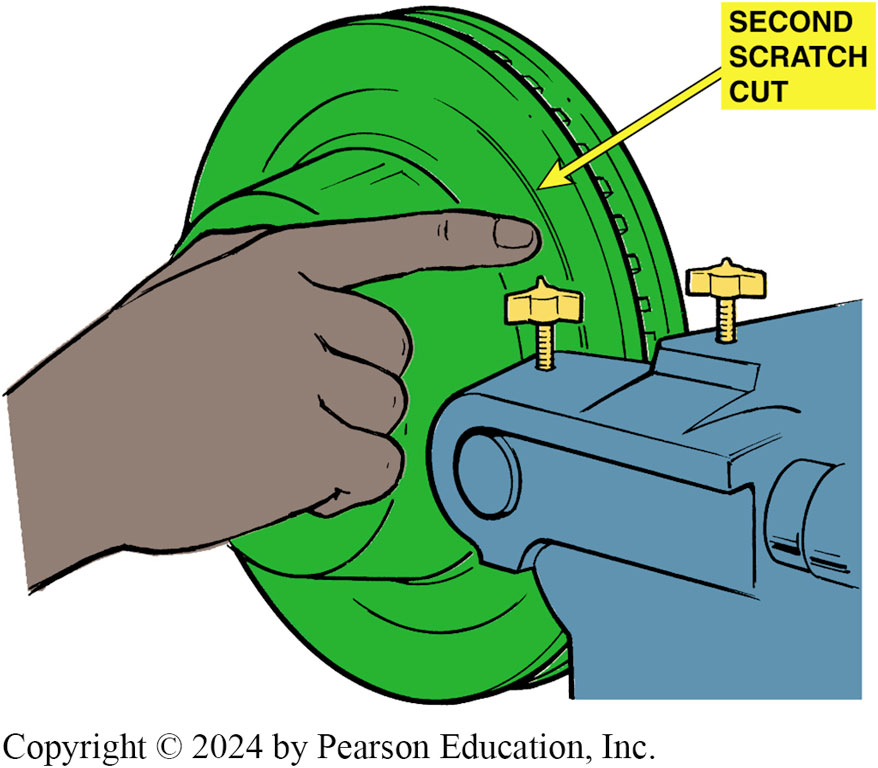 SECOND
SCRATCH
CUT
Copyright © 2024 by Pearson Education, Inc.